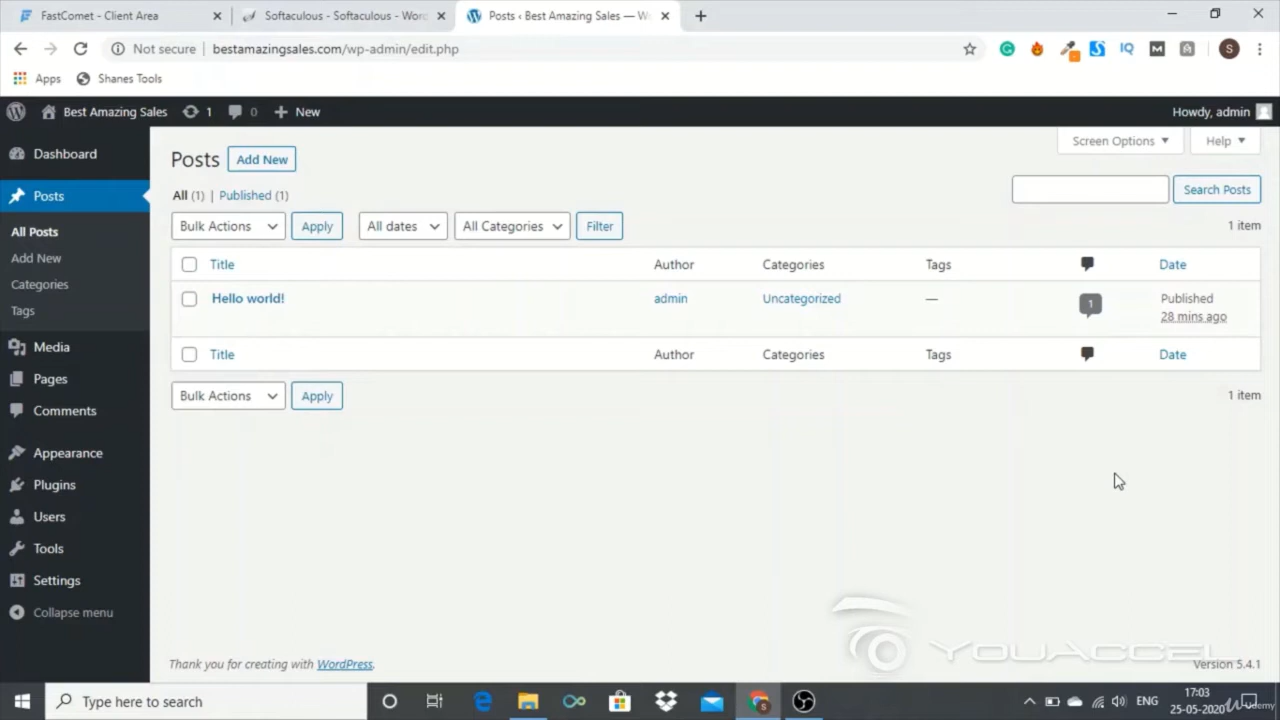 FastComet - Client Area
Softaculous - Softaculous - Wor
Posts ‹ Best Amazing Sales — W
Not secure | bestamazingsales.com/wp-admin/edit.php
Apps Shanes Tools
Best Amazing Sales 1 0 New
Howdy, admin
Dashboard
Posts
All Posts
Add New
Categories
Tags
Media
Pages
Comments
Appearance
Plugins
Users
Tools
Settings
Collapse menu
Screen Options Help
Posts Add New
All (1) | Published (1)
Search Posts
Bulk Actions Apply All dates All Categories Filter
1 item
Title Author Categories Tags Date
Hello world! admin Uncategorized — 1 Published
28 mins ago
Title Author Categories Tags Date
Bulk Actions Apply
1 item
YOUACCEL
Thank you for creating with WordPress.
Version 5.4.1
Type here to search
ENG
17:03
25-05-2020
Udemy